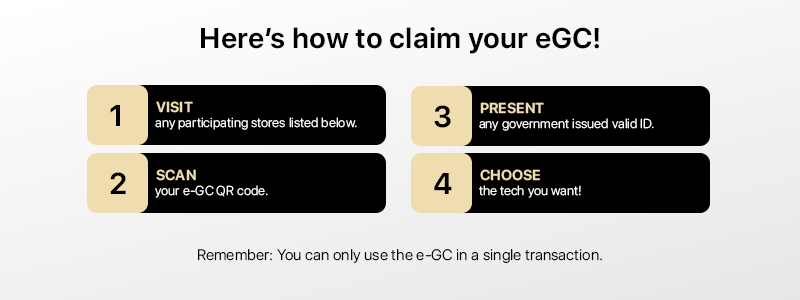 Here’s how to claim your eGC!
1
VISIT
any participating stores listed below.
2
SCAN
your e-GC QR code.
3
PRESENT
any government issued valid ID.
4
CHOOSE
the tech you want!
Remember: You can only use the e-GC in a single transaction.